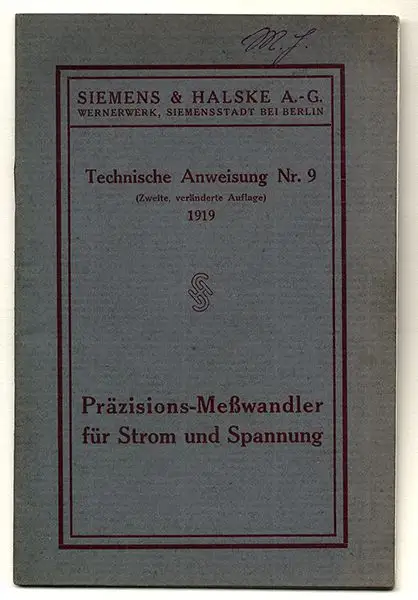 M. J.
SIEMENS & HALSKE A.-G.
WERNERWERK, SIEMENSSTADT BEI BERLIN
Technische Anweisung Nr. 9
(Zweite, veränderte Auflage)
1919
Präzisions-Meßwandler
für Strom und Spannung